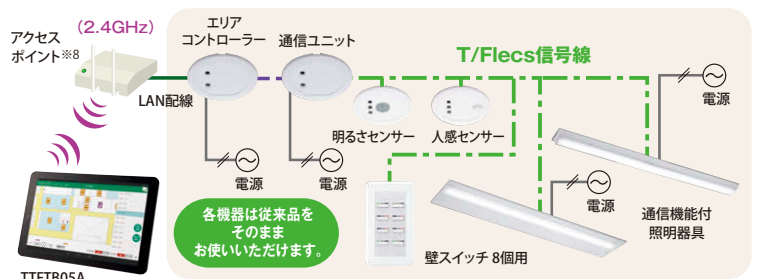 (2.4GHz)
アクセス
ポイント※8
エリア
コントローラー
通信ユニット
T/Flecs信号線
LAN配線
明るさセンサー
人感センサー
電源
電源
電源
電源
各機器は従来品を
そのまま
お使いいただけます。
壁スイッチ 8個用
通信機能付
照明器具
TTFTB05A